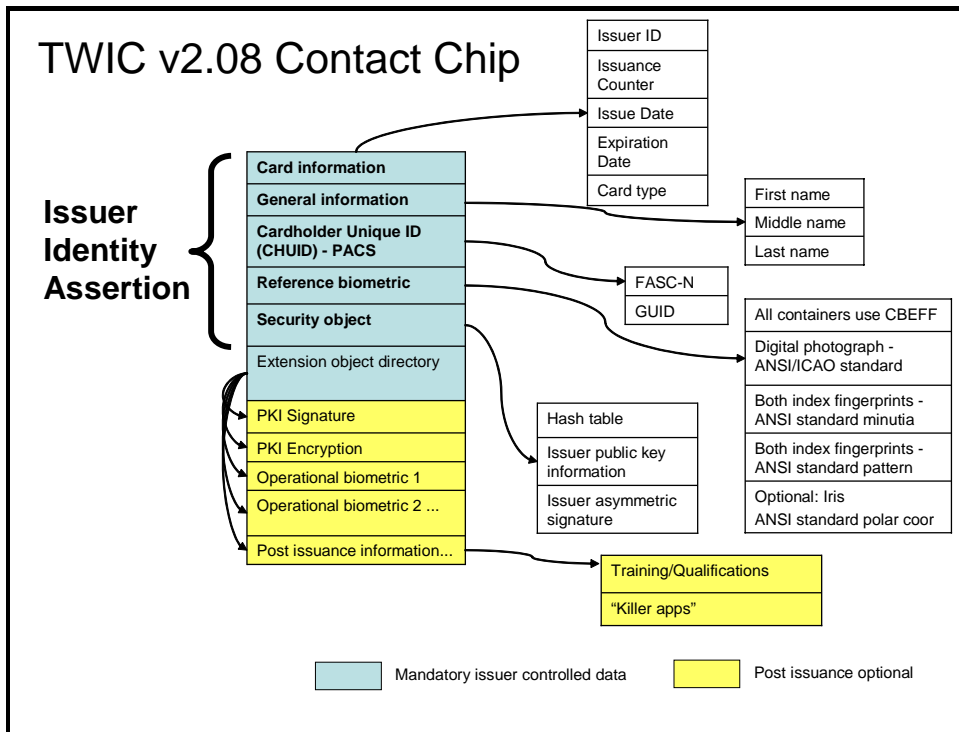 TWIC v2.08 Contact Chip
Issuer ID
Issuance
Counter
Issue Date
Expiration
Date
Card type
Issuer
Identity
Assertion
Card information
General information
Cardholder Unique ID
(CHUID) - PACS
Reference biometric
Security object
Extension object directory
PKI Signature
PKI Encryption
Operational biometric 1
Operational biometric 2 ...
Post issuance information...
First name
Middle name
Last name
FASC-N
GUID
All containers use CBEFF
Digital photograph -
ANSI/ICAO standard
Both index fingerprints -
ANSI standard minutia
Both index fingerprints -
ANSI standard pattern
Optional: Iris
ANSI standard polar coor
Hash table
Issuer public key
information
Issuer asymmetric
signature
Training/Qualifications
“Killer apps”
Mandatory issuer controlled data
Post issuance optional